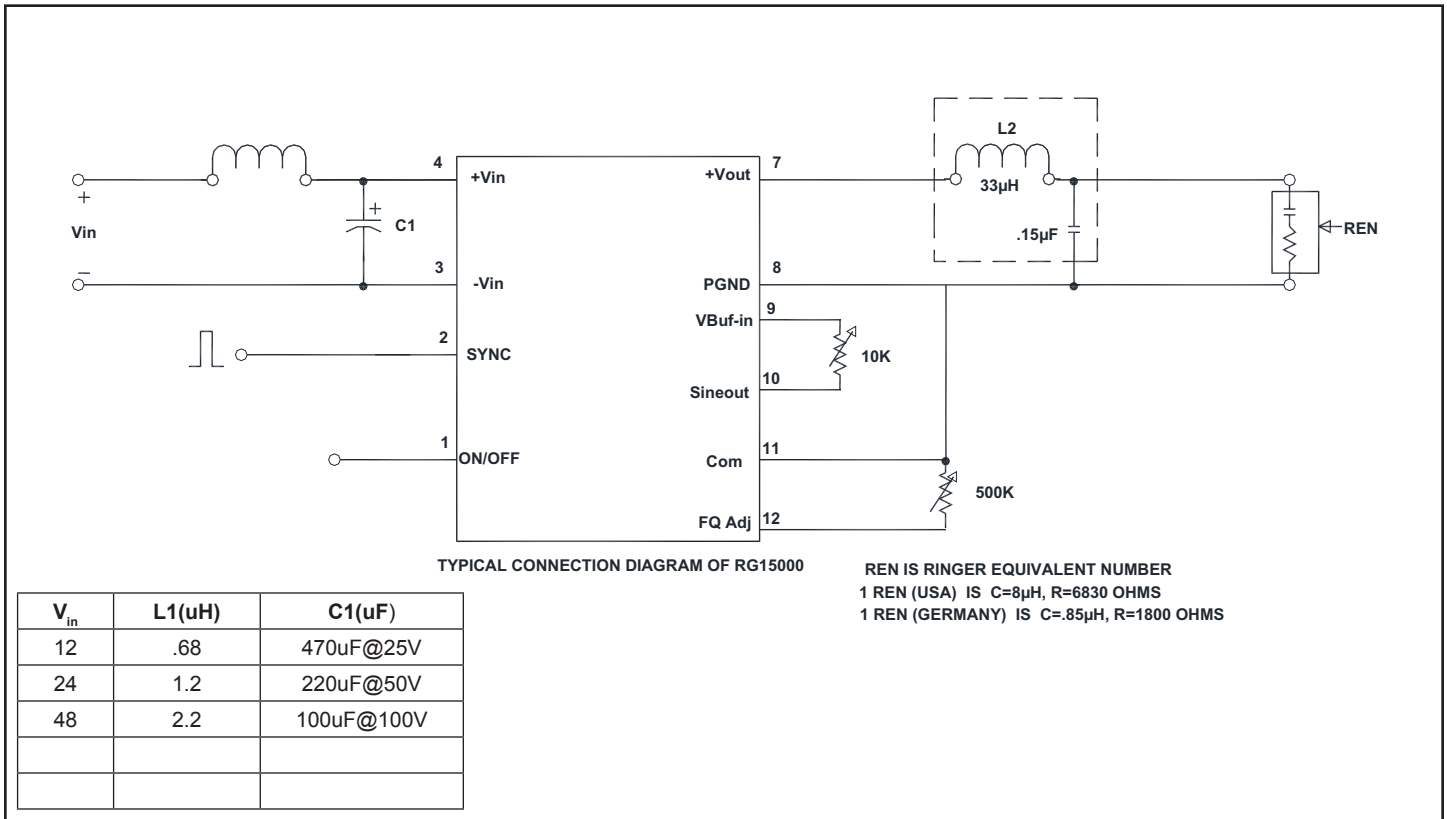 L2
4
7
+Vin
+Vout
33µH
+
+
C1
Vin
.15µF
REN
−
3
8
-Vin
PGND
9
VBuf-in
2
SYNC
10K
10
Sineout
1
11
ON/OFF
Com
500K
FQ Adj
12
TYPICAL CONNECTION DIAGRAM OF RG15000
REN IS RINGER EQUIVALENT NUMBER
1 REN (USA) IS C=8µH, R=6830 OHMS
1 REN (GERMANY) IS C=.85µH, R=1800 OHMS
Vin L1(uH) C1(uF)
12 .68 470uF@25V
24 1.2 220uF@50V
48 2.2 100uF@100V